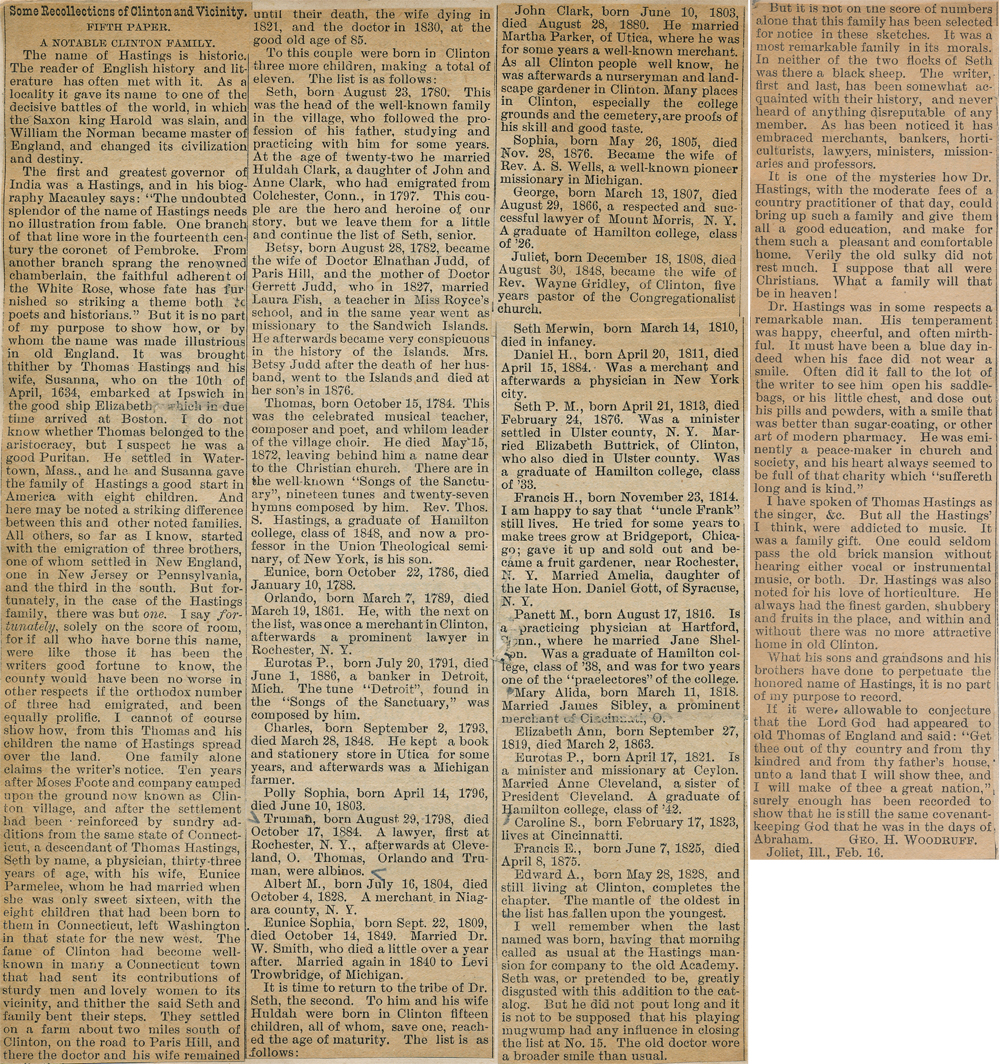 Some Recollections of Clinton and Vicinity.
FIFTH PAPER.
A NOTABLE CLINTON FAMILY.
The name of Hastings is historic.
The reader of English history and lit-
erature has often met with it. As a
locality it gave its name to one of the
decisive battles of the world, in which
the Saxon king Harold was slain, and
William the Norman became master of
England, and changed its civilization
and destiny.
The first and greatest governor of
India was a Hastings, and in his biog-
raphy Macauley says: "The undoubted
splendor of the name of Hastings needs
no illustration from fable. One branch
of that line wore in the fourteenth cen-
tury the coronet of Pembroke. From
another branch sprang the renowned
chamberlain, the faithful adherent of
the White Rose, whose fate has fur-
nished so striking a theme both to
poets and historians." But it is no part
of my purpose to show how, or by
whom the name was made illustrious
in old England. It was brought
thither by Thomas Hastings and his
wife, Susanna, who on the 10th of
April, 1634, embarked at Ipswich in
the good ship Elizabeth, which in due
time arrived at Boston. I do not
know whether Thomas belonged to the
aristocracy, but I suspect he was a
good Puritan. He settled in Water-
town, Mass., and he and Susanna gave
the family of Hastings a good start in
America with eight children. And
here may be noted a striking difference
between this and other noted families.
All others, so far as I know, started
with the emigration of three brothers,
one of whom settled in New England,
one in New Jersey or Pennsylvania,
and the third in the south. But for-
tunately, in the case of the Hastings
family, there was but one. I say for-
tunately, solely on the score of room,
for if all who have borne this name,
were like those it has been the
writers good fortune to know, the
county would have been no worse in
other respects if the orthodox number
of three had emigrated, and been
equally prolific. I cannot of course
show how, from this Thomas and his
children the name of Hastings spread
over the land. One family alone
claims the writer's notice. Ten years
after Moses Foote and company camped
upon the ground now known as Clin-
ton village, and after the settlement
had been reinforced by sundry ad-
ditions from the same state of Connect-
icut, a descendant of Thomas Hastings,
Seth by name, a physician, thirty-three
years of age, with his wife, Eunice
Parmelee, whom he had married when
she was only sweet sixteen, with the
eight children that had been born to
them in Connecticut, left Washington
in that state for the new west. The
fame of Clinton had become well-
known in many a Connecticut town
that had sent its contributions of
sturdy men and lovely women to its
vicinity, and thither the said Seth and
family bent their steps. They settled
on a farm about two miles south of
Clinton, on the road to Paris Hill, and
there the doctor and his wife remained
until their death, the wife dying in
1821, and the doctor in 1830, at the
good old age of 85.
To this couple were born in Clinton
three more children, making a total of
eleven. The list is as follows:
Seth, born August 23, 1780. This
was the head of the well-known family
in the village, who followed the pro-
fession of his father, studying and
practicing with him for some years.
At the age of twenty-two he married
Huldah Clark, a daughter of John and
Anne Clark, who had emigrated from
Colchester, Conn., in 1797. This cou-
ple are the hero and heroine of our
story, but we leave them for a little
and continue the list of Seth, senior.
Betsy, born August 28, 1782, became
the wife of Doctor Elnathan Judd, of
Paris Hill, and the mother of Doctor
Gerrett Judd, who in 1827, married
Laura Fish, a teacher in Miss Royce's
school, and in the same year went as
missionary to the Sandwich Islands.
He afterwards became very conspicuous
in the history of the Islands. Mrs.
Betsy Judd after the death of her hus-
band, went to the Islands and died at
her son's in 1876.
Thomas, born October 15, 1784. This
was the celebrated musical teacher,
composer and poet, and whilom leader
of the village choir. He died May 15,
1872, leaving behind him a name dear
to the Christian church. There are in
the well-known "Songs of the Sanctu-
ary", nineteen tunes and twenty-seven
hymns composed by him. Rev. Thos.
S. Hastings, a graduate of Hamilton
college, class of 1848, and now a pro-
fessor in the Union Theological semi-
nary, of New York, is his son.
Eunice, born October 22, 1786, died
January 10, 1788.
Orlando, born March 7, 1789, died
March 19, 1861. He, with the next on
the list, was once a merchant in Clinton,
afterwards a prominent lawyer in
Rochester, N. Y.
Eurotas P., born July 20, 1791, died
June 1, 1886, a banker in Detroit,
Mich. The tune "Detroit", found in
the "Songs of the Sanctuary," was
composed by him.
Charles, born September 2, 1793,
died March 28, 1848. He kept a book
and stationery store in Utica for some
years, and afterwards was a Michigan
farmer.
Polly Sophia, born April 14, 1796,
died June 10, 1803.
Truman, born August 29, 1798, died
October 17, 1884. A lawyer, first at
Rochester, N. Y., afterwards at Cleve-
land, O. Thomas, Orlando and Tru-
man, were albinos.
Albert M., born July 16, 1804, died
October 4, 1828. A merchant in Niag-
ara county, N. Y.
Eunice Sophia, born Sept. 22, 1809,
died October 14, 1849. Married Dr.
W. Smith, who died a little over a year
after. Married again in 1840 to Levi
Trowbridge, of Michigan.
It is time to return to the tribe of Dr.
Seth, the second. To him and his wife
Huldah were born in Clinton fifteen
children, all of whom, save one, reach-
ed the age of maturity. The list is as
follows:
John Clark, born June 10, 1803,
died August 28, 1880. He married
Martha Parker, of Utica, where he was
for some years a well-known merchant.
As all Clinton people well know, he
was afterwards a nurseryman and land-
scape gardener in Clinton. Many places
in Clinton, especially the college
grounds and the cemetery, are proofs of
his skill and good taste.
Sophia, born May 26, 1805, died
Nov. 28, 1876. Became the wife of
Rev. A. S. Wells, a well-known pioneer
missionary in Michigan.
George, born March 13, 1807, died
August 29, 1866, a respected and suc-
cessful lawyer of Mount Morris, N. Y.
A graduate of Hamilton college, class
of '26.
Juliet, born December 18, 1808, died
August 30, 1848, became the wife of
Rev. Wayne Gridley, of Clinton, five
years pastor of the Congregationalist
church.
Seth Merwin, born March 14, 1810,
died in infancy.
Daniel H., born April 20, 1811, died
April 15, 1884. Was a merchant and
afterwards a physician in New York
city.
Seth P. M., born April 21, 1813, died
February 24, 1876. Was a minister
settled in Ulster county, N. Y. Mar-
ried Elizabeth Buttrick, of Clinton,
who also died in Ulster county. Was
a graduate of Hamilton college, class
of '33.
Francis H., born November 23, 1814.
I am happy to say that "uncle Frank"
still lives. He tried for some years to
make trees grow at Bridgeport, Chica-
go; gave it up and sold out and be-
came a fruit gardener, near Rochester,
N. Y. Married Amelia, daughter of
the late Hon. Daniel Gott, of Syracuse,
N. Y.
Panett M., born August 17, 1816. Is
a practicing physician at Hartford,
Conn., where he married Jane Shel-
ton. Was a graduate of Hamilton col-
lege, class of '38, and was for two years
one of the "praelectores" of the college.
Mary Alida, born March 11, 1818.
Married James Sibley, a prominent
merchant of Cincinnati, O.
Elizabeth Ann, born September 27,
1819, died March 2, 1863.
Eurotas P., born April 17, 1821. Is
a minister and missionary at Ceylon.
Married Anne Cleveland, a sister of
President Cleveland. A graduate of
Hamilton college, class of '42.
Caroline S., born February 17, 1823,
lives at Cincinnatti.
Francis E., born June 7, 1825, died
April 8, 1875.
Edward A., born May 28, 1828, and
still living at Clinton, completes the
chapter. The mantle of the oldest in
the list has fallen upon the youngest.
I well remember when the last
named was born, having that mornihg
called as usual at the Hastings man-
sion for company to the old Academy.
Seth was, or pretended to be, greatly
disgusted with this addition to the cat-
alog. But he did not pout long and it
is not to be supposed that his playing
mugwump had any influence in closing
the list at No. 15. The old doctor wore
a broader smile than usual.
But it is not on the score of numbers
alone that this family has been selected
for notice in these sketches. It was a
most remarkable family in its morals.
In neither of the two flocks of Seth
was there a black sheep. The writer,
first and last, has been somewhat ac-
quainted with their history, and never
heard of anything disreputable of any
member. As has been noticed it has
embraced merchants, bankers, horti-
culturists, lawyers, ministers, mission-
aries and professors.
It is one of the mysteries how Dr.
Hastings, with the moderate fees of a
country practitioner of that day, could
bring up such a family and give them
all a good education, and make for
them such a pleasant and comfortable
home. Verily the old sulky did not
rest much. I suppose that all were
Christians. What a family will that
be in heaven!
Dr. Hastings was in some respects a
remarkable man. His temperament
was happy, cheerful, and often mirth-
ful. It must have been a blue day in-
deed when his face did not wear a
smile. Often did it fall to the lot of
the writer to see him open his saddle-
bags, or his little chest, and dose out
his pills and powders, with a smile that
was better than sugar-coating, or other
art of modern pharmacy. He was emi-
nently a peace-maker in church and
society, and his heart always seemed to
be full of that charity which "suffereth
long and is kind."
I have spoken of Thomas Hastings as
the singer, &c. But all the Hastings'
I think, were addicted to music. It
was a family gift. One could seldom
pass the old brick mansion without
hearing either vocal or instrumental
music, or both. Dr. Hastings was also
noted for his love of horticulture. He
always had the finest garden, shubbery
and fruits in the place, and within and
without there was no more attractive
home in old Clinton.
What his sons and grandsons and his
brothers have done to perpetuate the
honored name of Hastings, it is no part
of my purpose to record.
If it were allowable to conjecture
that the Lord God had appeared to
old Thomas of England and said: "Get
thee out of thy country and from thy
kindred and from thy father's house,
unto a land that I will show thee, and
I will make of thee a great nation,"
surely enough has been recorded to
show that he is still the same covenant-
keeping God that he was in the days of
Abraham. GEO. H. WOODRUFF.
Joliet, Ill., Feb. 16.